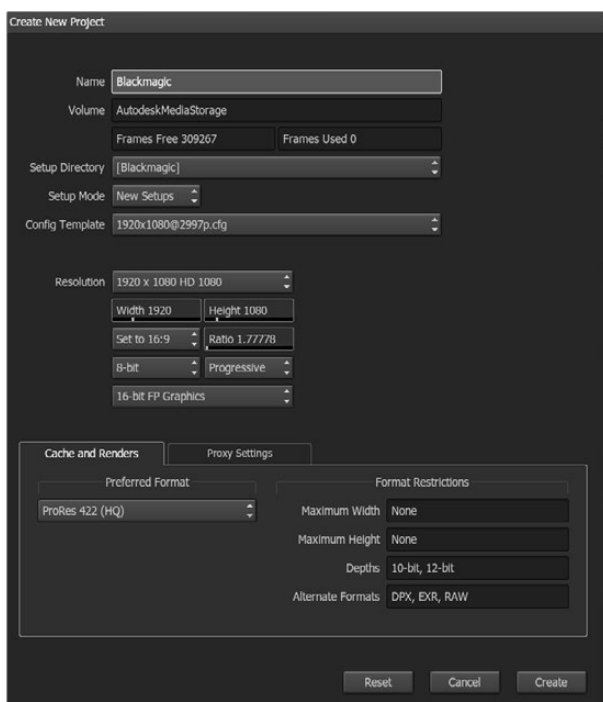 Create New Project
Name Blackmagic
Volume AutodeskMediaStorage
Frames Free 309267 Frames Used 0
Setup Directory [Blackmagic]
Setup Mode New Setups
Config Template 1920x1080@2997p.cfg
Resolution 1920 x 1080 HD 1080
Width 1920 Height 1080
Set to 16:9 Ratio 1.77778
8-bit Progressive
16-bit FP Graphics
Cache and Renders Proxy Settings
Preferred Format Format Restrictions
ProRes 422 (HQ) Maximum Width None
Maximum Height None
Depths 10-bit, 12-bit
Alternate Formats DPX, EXR, RAW
Reset Cancel Create